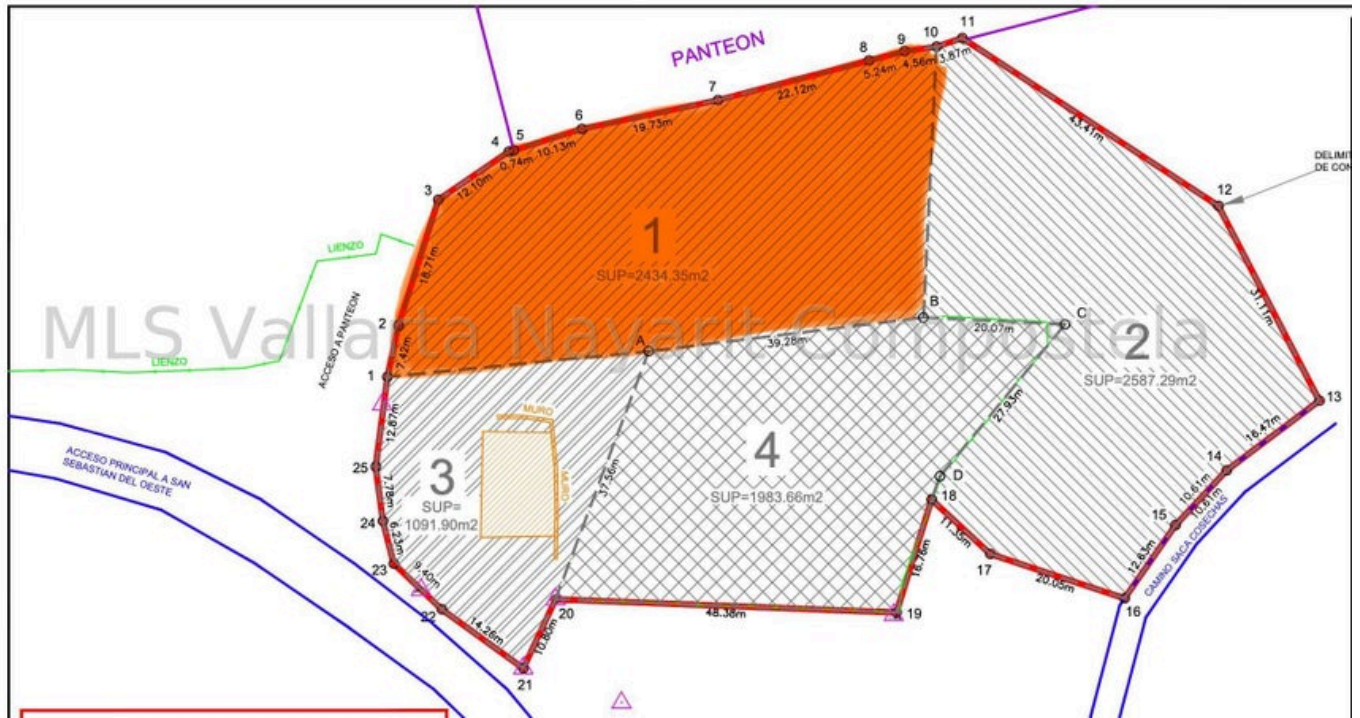 PANTEON
11
10
9
8
7
6
5
4
3
2
1
12
13
14
15
16
17
18
19
20
21
22
23
24
25
3.87m
4.56m
5.24m
22.12m
19.73m
10.13m
0.74m
12.10m
18.71m
7.42m
12.87m
7.78m
6.23m
9.40m
14.26m
10.80m
48.38m
16.76m
11.35m
20.05m
12.83m
10.61m
10.61m
16.47m
31.11m
43.41m
DELIMIT
DE CON
LIENZO
LIENZO
ACCESO A PANTEON
1
SUP=2434.35m2
MLS Vallarta Nayarit Compostela
A
39.28m
B
20.07m
C
27.93m
D
37.56m
2
SUP=2587.29m2
MURO
MURO
3
SUP=
1091.90m2
4
SUP=1983.66m2
ACCESO PRINCIPAL A SAN
SEBASTIAN DEL OESTE
CAMINO SACA COSECHAS